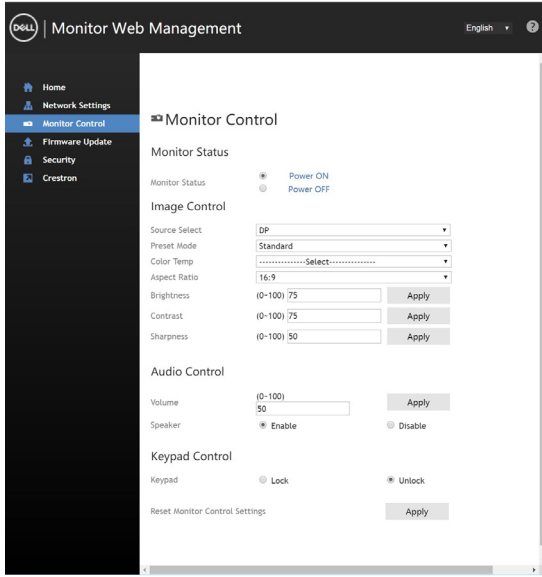 DELL | Monitor Web Management
English
?
Home
Network Settings
Monitor Control
Firmware Update
Security
Crestron
Monitor Control
Monitor Status
Monitor Status Power ON
Power OFF
Image Control
Source Select DP
Preset Mode Standard
Color Temp ---------------Select---------------
Aspect Ratio 16:9
Brightness (0~100) 75 Apply
Contrast (0~100) 75 Apply
Sharpness (0~100) 50 Apply
Audio Control
(0~100)
Volume 50 Apply
Speaker Enable Disable
Keypad Control
Keypad Lock Unlock
Reset Monitor Control Settings Apply